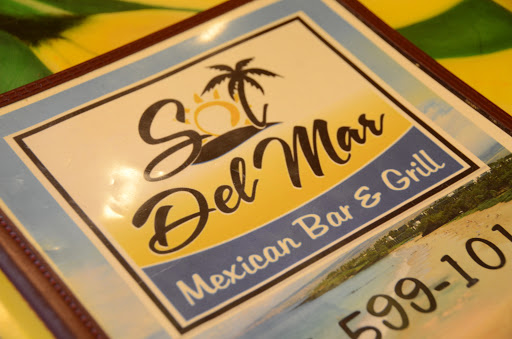 Sol
Del Mar
Mexican Bar & Grill
599-101